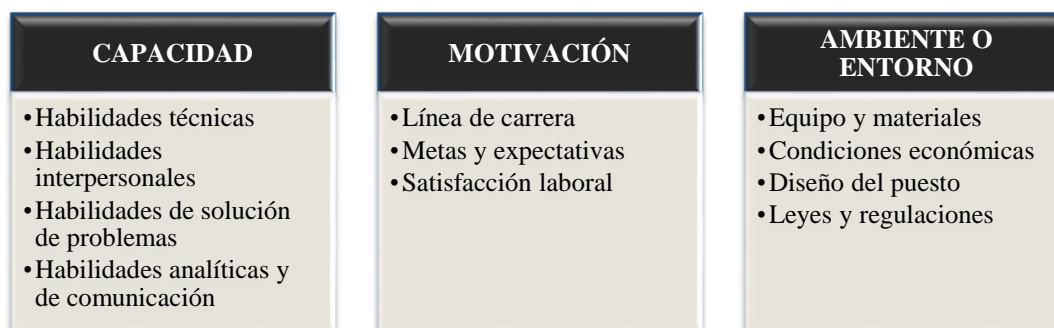 CAPACIDAD
•Habilidades técnicas
•Habilidades
interpersonales
•Habilidades de solución
de problemas
•Habilidades analíticas y
de comunicación
MOTIVACIÓN
•Línea de carrera
•Metas y expectativas
•Satisfacción laboral
AMBIENTE O
ENTORNO
•Equipo y materiales
•Condiciones económicas
•Diseño del puesto
•Leyes y regulaciones